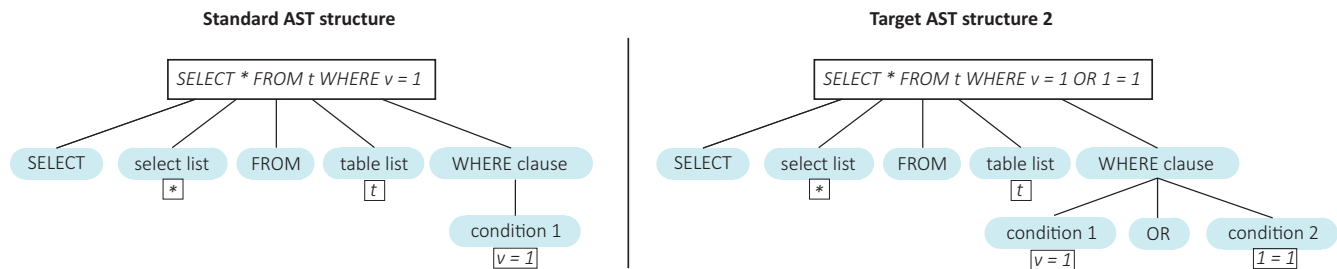 Standard AST structure
SELECT * FROM t WHERE v = 1
SELECT select list FROM table list WHERE clause
* t
condition 1
v = 1
Target AST structure 2
SELECT * FROM t WHERE v = 1 OR 1 = 1
SELECT select list FROM table list WHERE clause
* t
condition 1 OR condition 2
v = 1 1 = 1